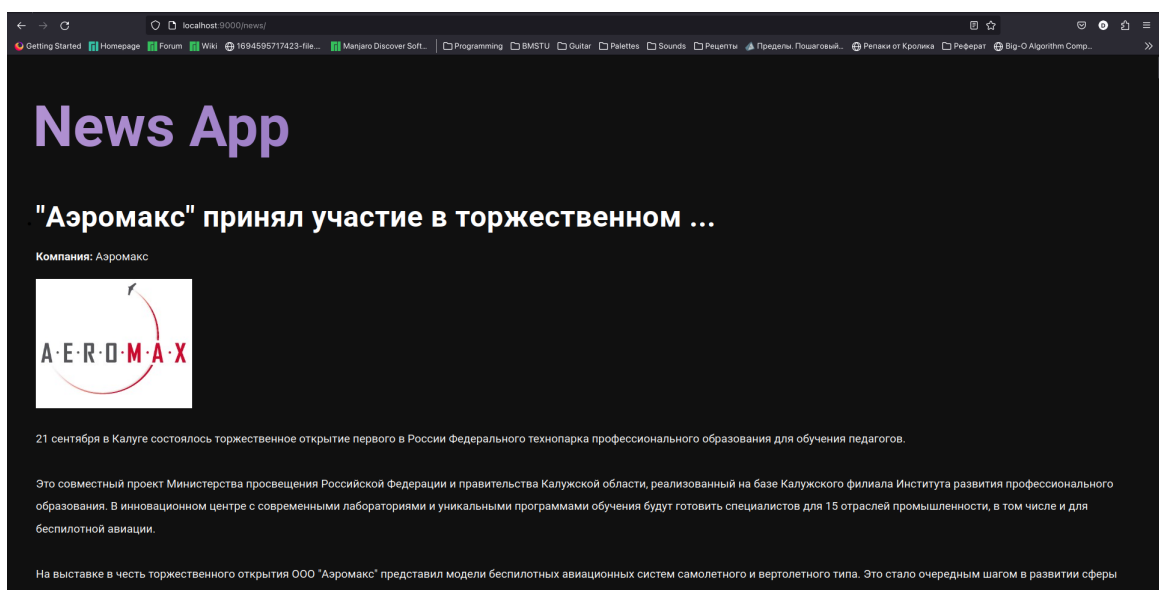 localhost:9000/news/
Getting Started Homepage Forum Wiki 1694595717423-file... Manjaro Discover Soft... Programming BMSTU Guitar Palettes Sounds Рецепты Пределы. Пошаговый... Репаки от Кролика Реферат Big-O Algorithm Comp...
News App
"Аэромакс" принял участие в торжественном ...
Компания: Аэромакс
A·E·R·O·M·A·X
21 сентября в Калуге состоялось торжественное открытие первого в России Федерального технопарка профессионального образования для обучения педагогов.
Это совместный проект Министерства просвещения Российской Федерации и правительства Калужской области, реализованный на базе Калужского филиала Института развития профессионального
образования. В инновационном центре с современными лабораториями и уникальными программами обучения будут готовить специалистов для 15 отраслей промышленности, в том числе и для
беспилотной авиации.
На выставке в честь торжественного открытия ООО "Аэромакс" представил модели беспилотных авиационных систем самолетного и вертолетного типа. Это стало очередным шагом в развитии сферы